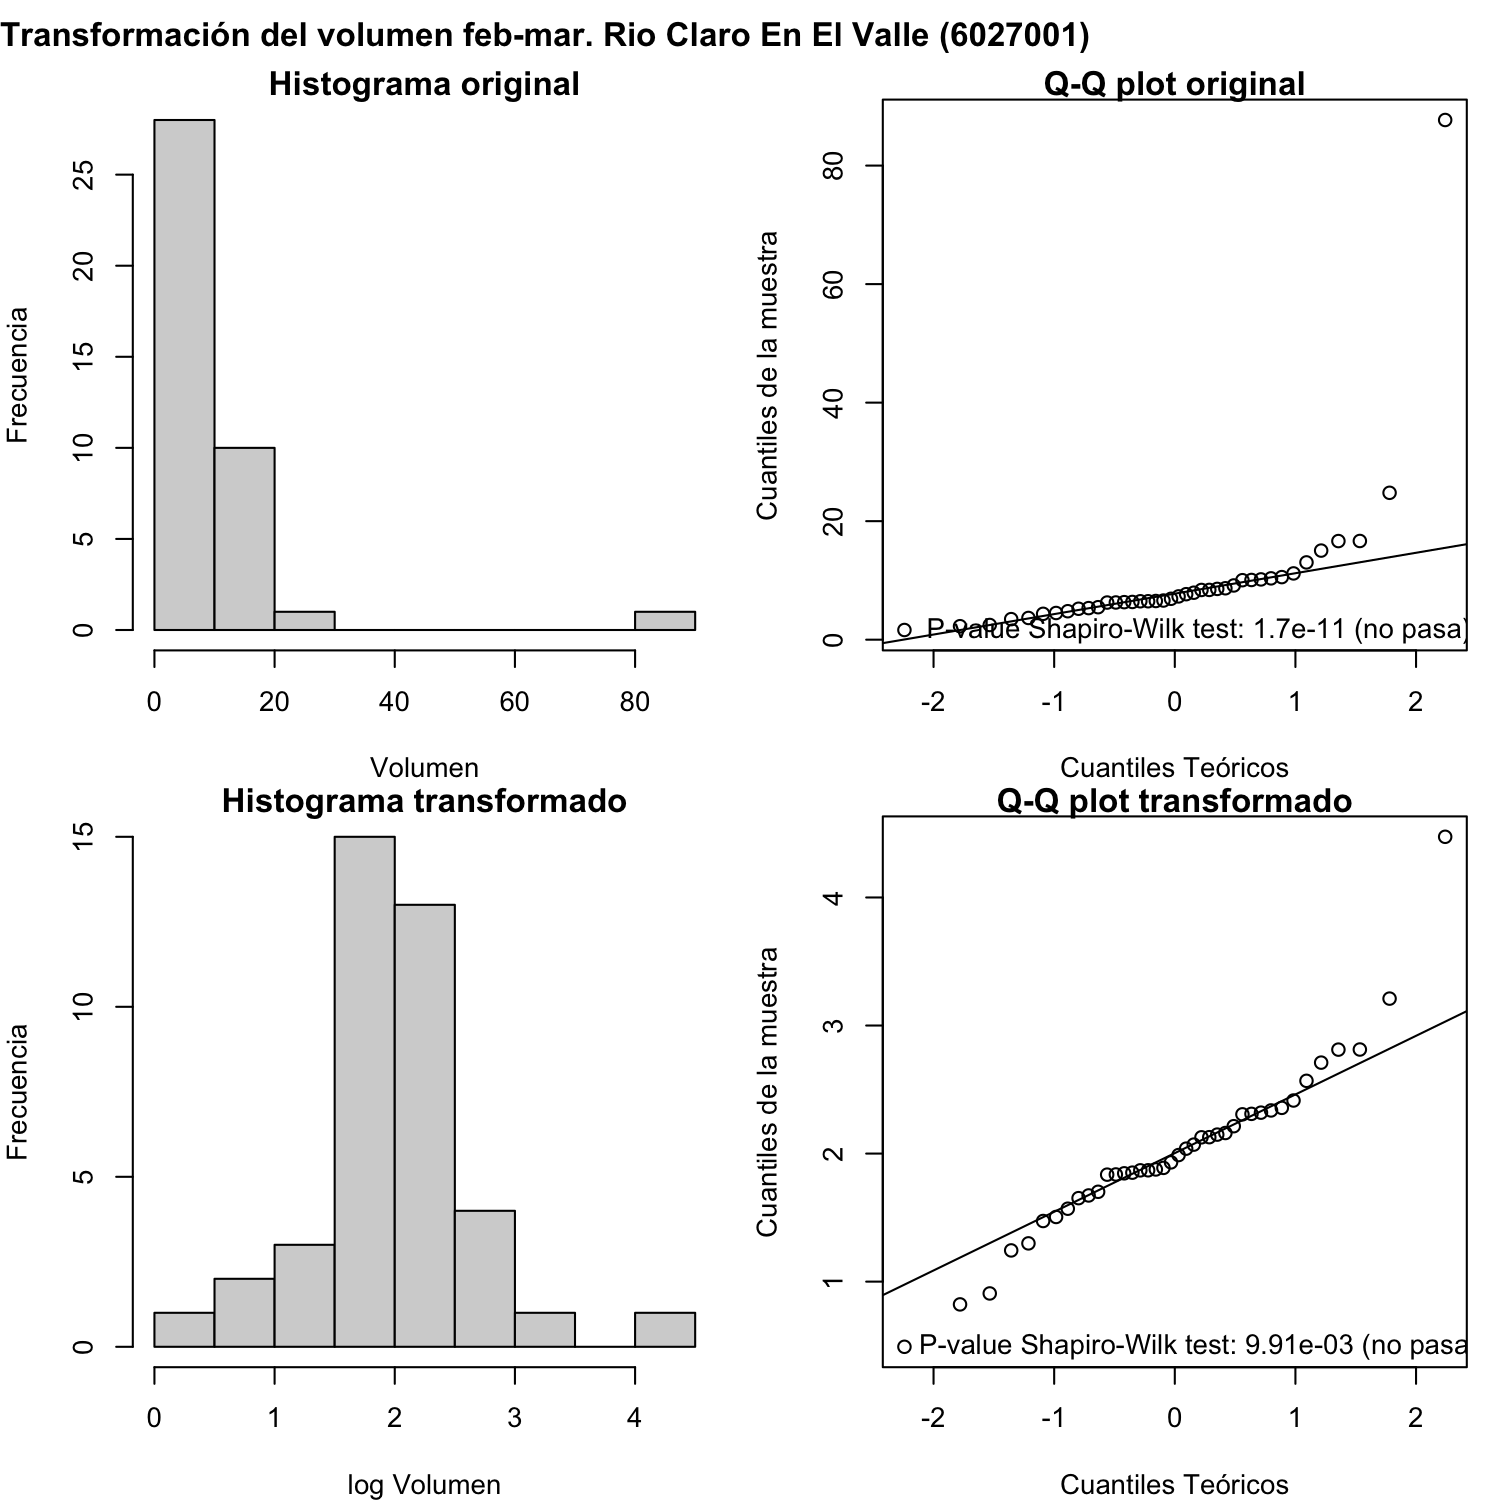 Transformación del volumen feb-mar. Rio Claro En El Valle (6027001)
Histograma original
Frecuencia
0 5 10 15 20 25
0 20 40 60 80
Volumen
Q-Q plot original
Cuantiles de la muestra
0 20 40 60 80
P-value Shapiro-Wilk test: 1.7e-11 (no pasa)
-2 -1 0 1 2
Cuantiles Teóricos
Histograma transformado
Frecuencia
0 5 10 15
0 1 2 3 4
log Volumen
Q-Q plot transformado
Cuantiles de la muestra
1 2 3 4
P-value Shapiro-Wilk test: 9.91e-03 (no pasa
-2 -1 0 1 2
Cuantiles Teóricos